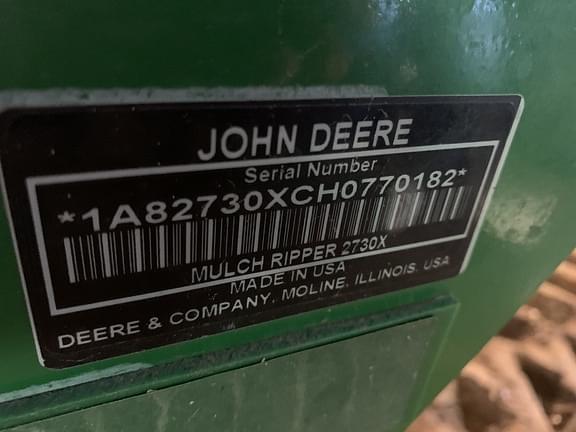 JOHN DEERE
Serial Number
*1A82730XCH0770182*
MULCH RIPPER 2730X
MADE IN USA
DEERE & COMPANY, MOLINE, ILLINOIS, USA